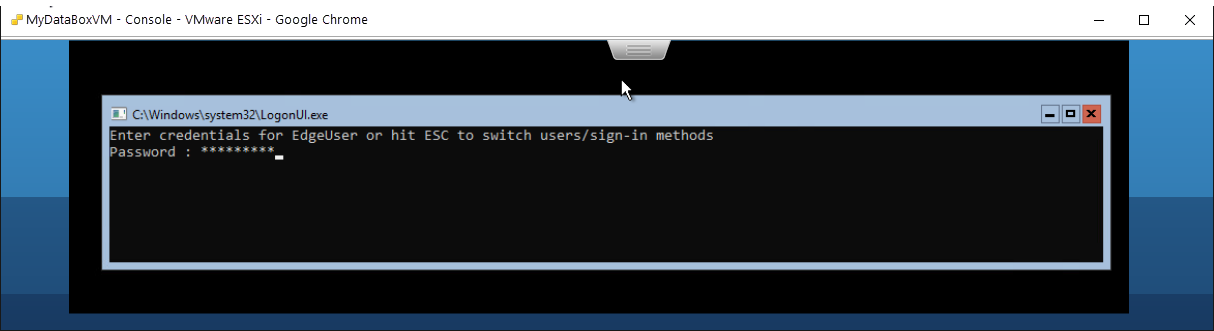 MyDataBoxVM - Console - VMware ESXi - Google Chrome
C:\Windows\system32\LogonUI.exe
Enter credentials for EdgeUser or hit ESC to switch users/sign-in methods
Password : *********